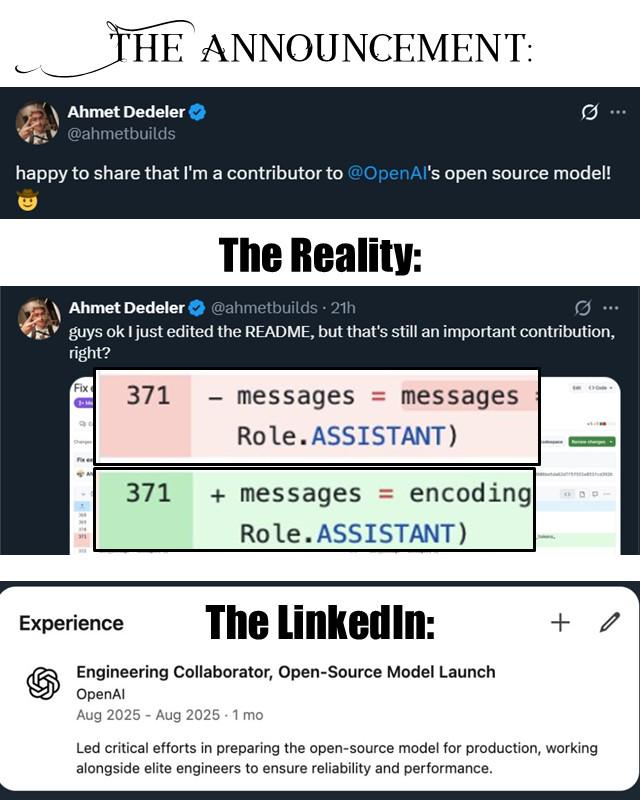 THE ANNOUNCEMENT:
Ahmet Dedeler
@ahmetbuilds
happy to share that I'm a contributor to @OpenAI's open source model!
🤠
The Reality:
Ahmet Dedeler @ahmetbuilds · 21h
guys ok I just edited the README, but that's still an important contribution,
right?
371 - messages = messages =
Role.ASSISTANT)
371 + messages = encoding
Role.ASSISTANT)
The LinkedIn:
Experience
Engineering Collaborator, Open-Source Model Launch
OpenAI
Aug 2025 - Aug 2025 · 1 mo
Led critical efforts in preparing the open-source model for production, working
alongside elite engineers to ensure reliability and performance.